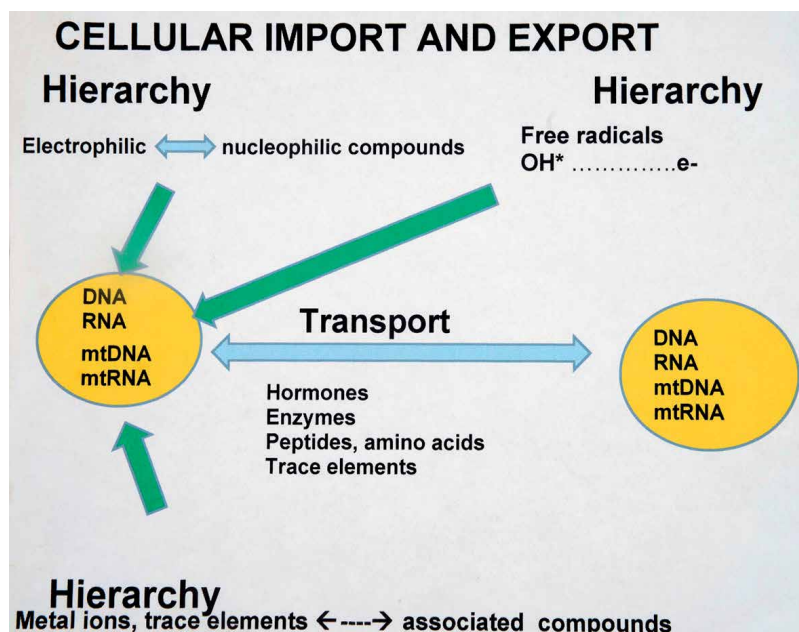 CELLULAR IMPORT AND EXPORT
Hierarchy
Hierarchy
Electrophilic
nucleophilic compounds
Free radicals
OH* ..............e-
DNA
RNA
mtDNA
mtRNA
Transport
Hormones
Enzymes
Peptides, amino acids
Trace elements
DNA
RNA
mtDNA
mtRNA
Hierarchy
Metal ions, trace elements ←----→ associated compounds